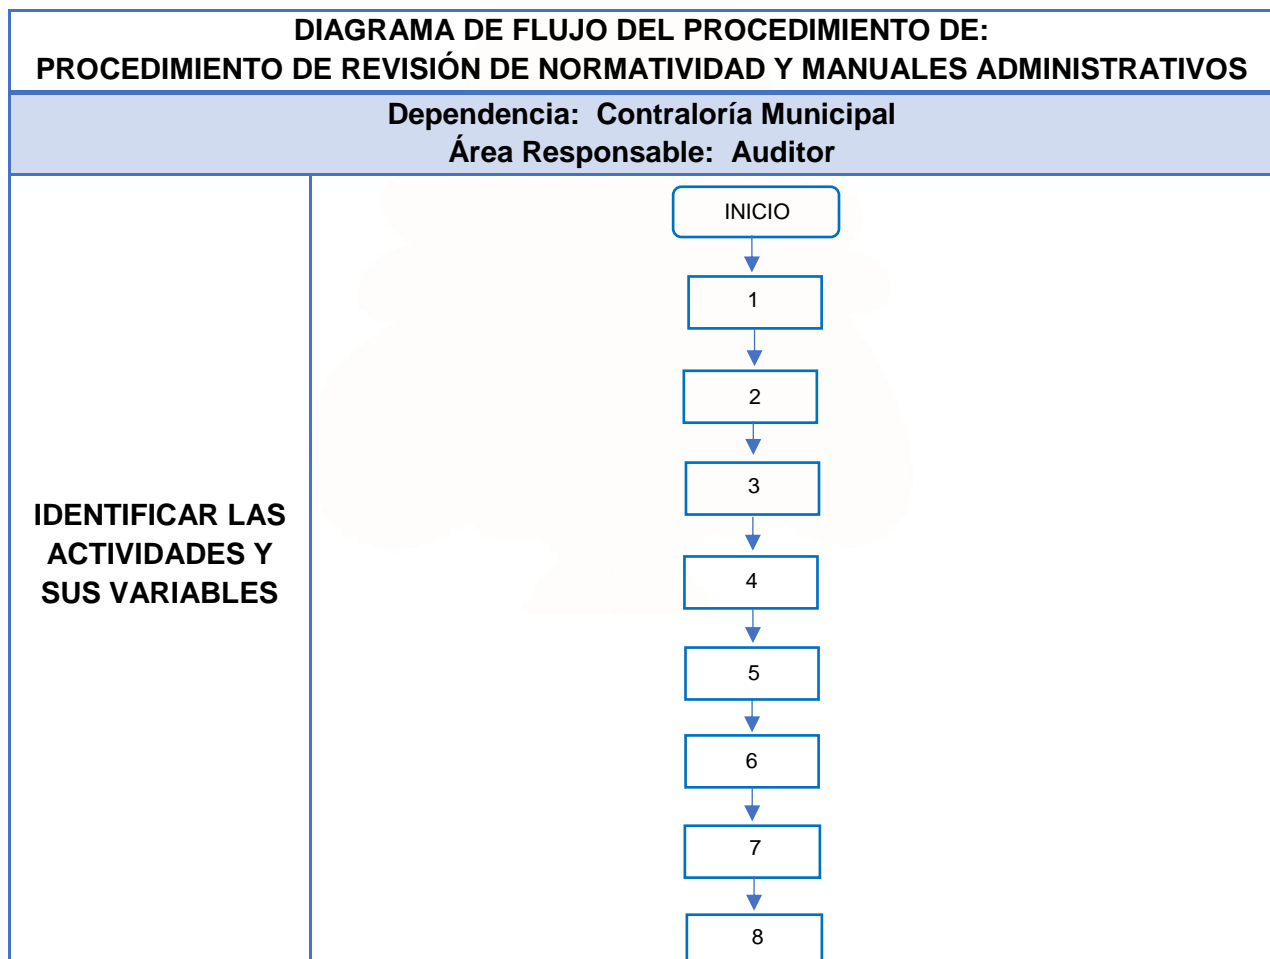 DIAGRAMA DE FLUJO DEL PROCEDIMIENTO DE:
PROCEDIMIENTO DE REVISIÓN DE NORMATIVIDAD Y MANUALES ADMINISTRATIVOS
Dependencia: Contraloría Municipal
Área Responsable: Auditor
IDENTIFICAR LAS
ACTIVIDADES Y
SUS VARIABLES
INICIO
1
2
3
4
5
6
7
8